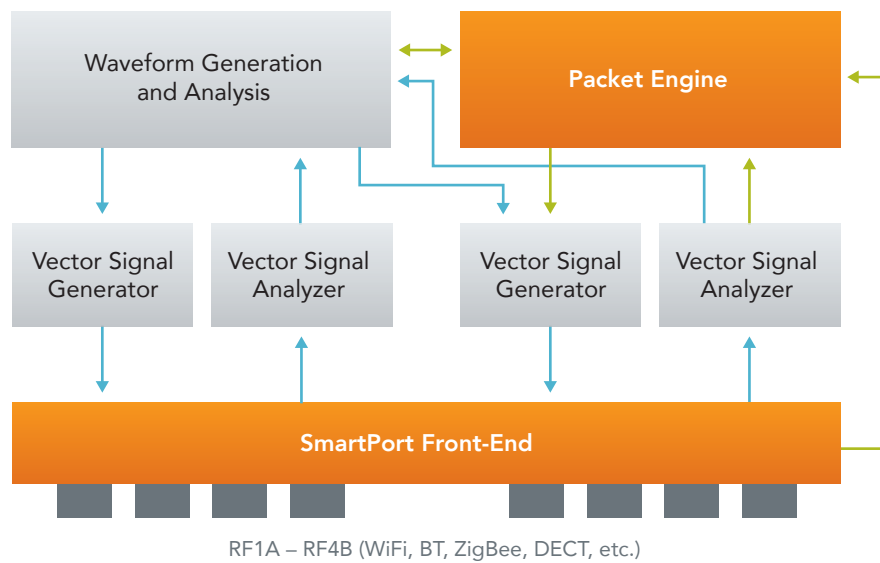 Waveform Generation
and Analysis
Packet Engine
Vector Signal
Generator
Vector Signal
Analyzer
Vector Signal
Generator
Vector Signal
Analyzer
SmartPort Front-End
RF1A – RF4B (WiFi, BT, ZigBee, DECT, etc.)